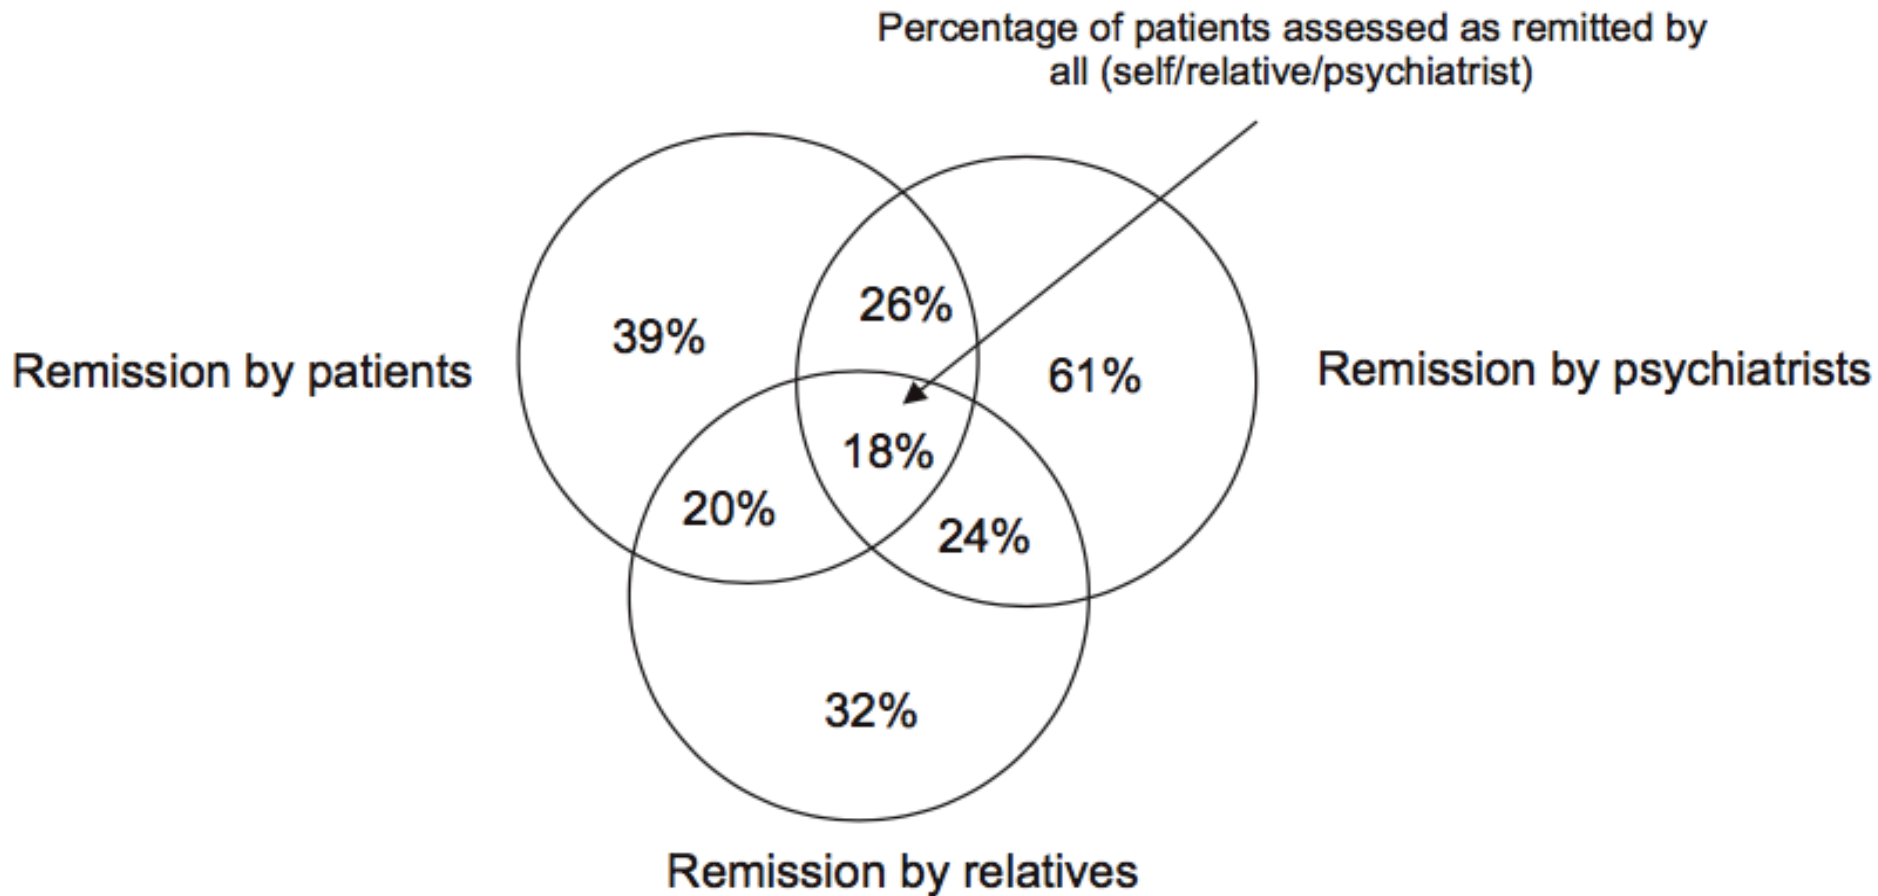 Percentage of patients assessed as remitted by
all (self/relative/psychiatrist)
26%
39%
Remission by patients
61%
Remission by psychiatrists
18%
20%
24%
32%
Remission by relatives